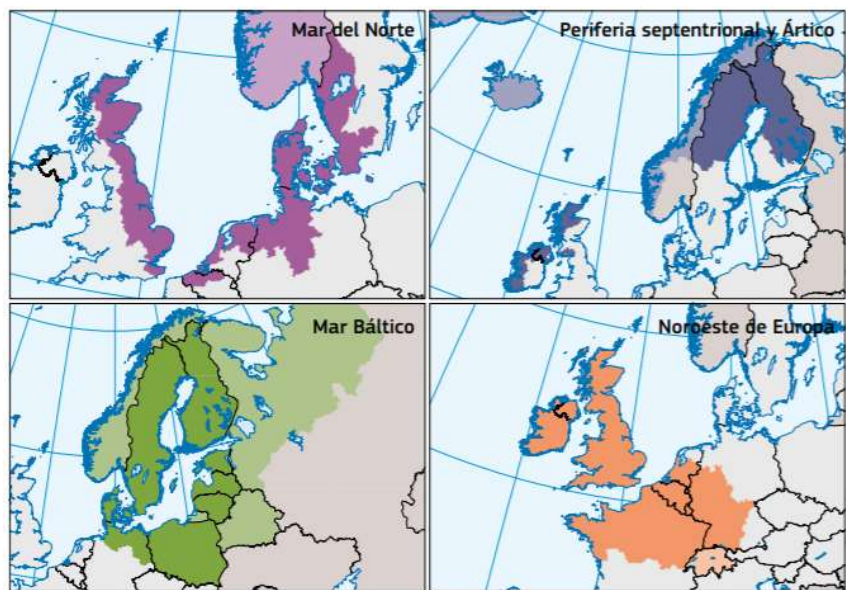 Mar del Norte
Periferia septentrional y Ártico
Mar Báltico
Noroeste de Europa